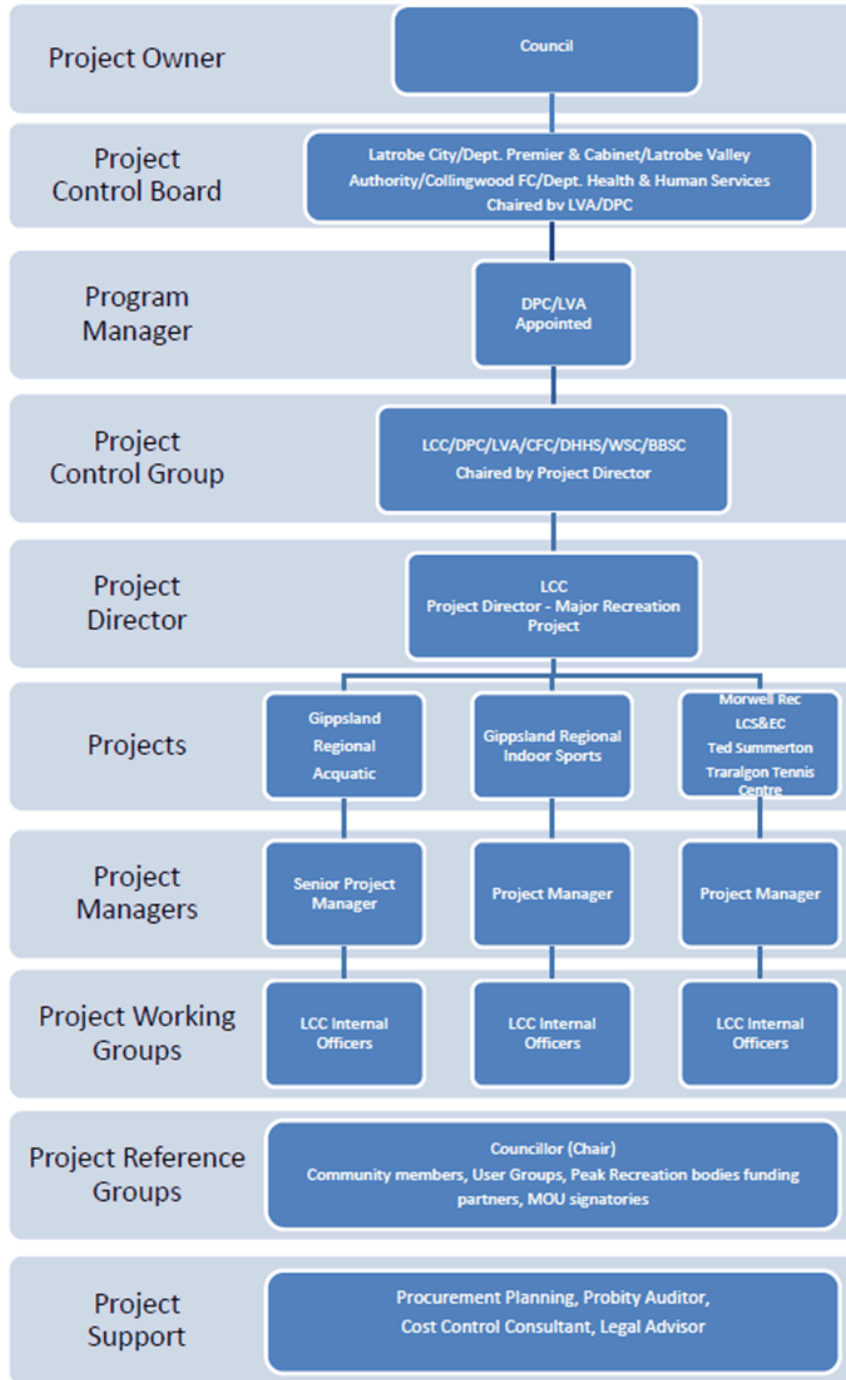 Project Owner
Council
Project
Control Board
Latrobe City/Dept. Premier & Cabinet/Latrobe Valley
Authority/Collingwood FC/Dept. Health & Human Services
Chaired by LVA/DPC
Program
Manager
DPC/LVA
Appointed
Project
Control Group
LCC/DPC/LVA/CFC/DHHS/WSC/BBSC
Chaired by Project Director
Project
Director
LCC
Project Director - Major Recreation
Project
Projects
Gippsland
Regional
Acquatic
Gippsland Regional
Indoor Sports
Morwell Rec
LCS&EC
Ted Summerton
Traralgon Tennis
Centre
Project
Managers
Senior Project
Manager
Project Manager
Project Manager
Project Working
Groups
LCC Internal
Officers
LCC Internal
Officers
LCC Internal
Officers
Project Reference
Groups
Councillor (Chair)
Community members, User Groups, Peak Recreation bodies funding
partners, MOU signatories
Project
Support
Procurement Planning, Probity Auditor,
Cost Control Consultant, Legal Advisor